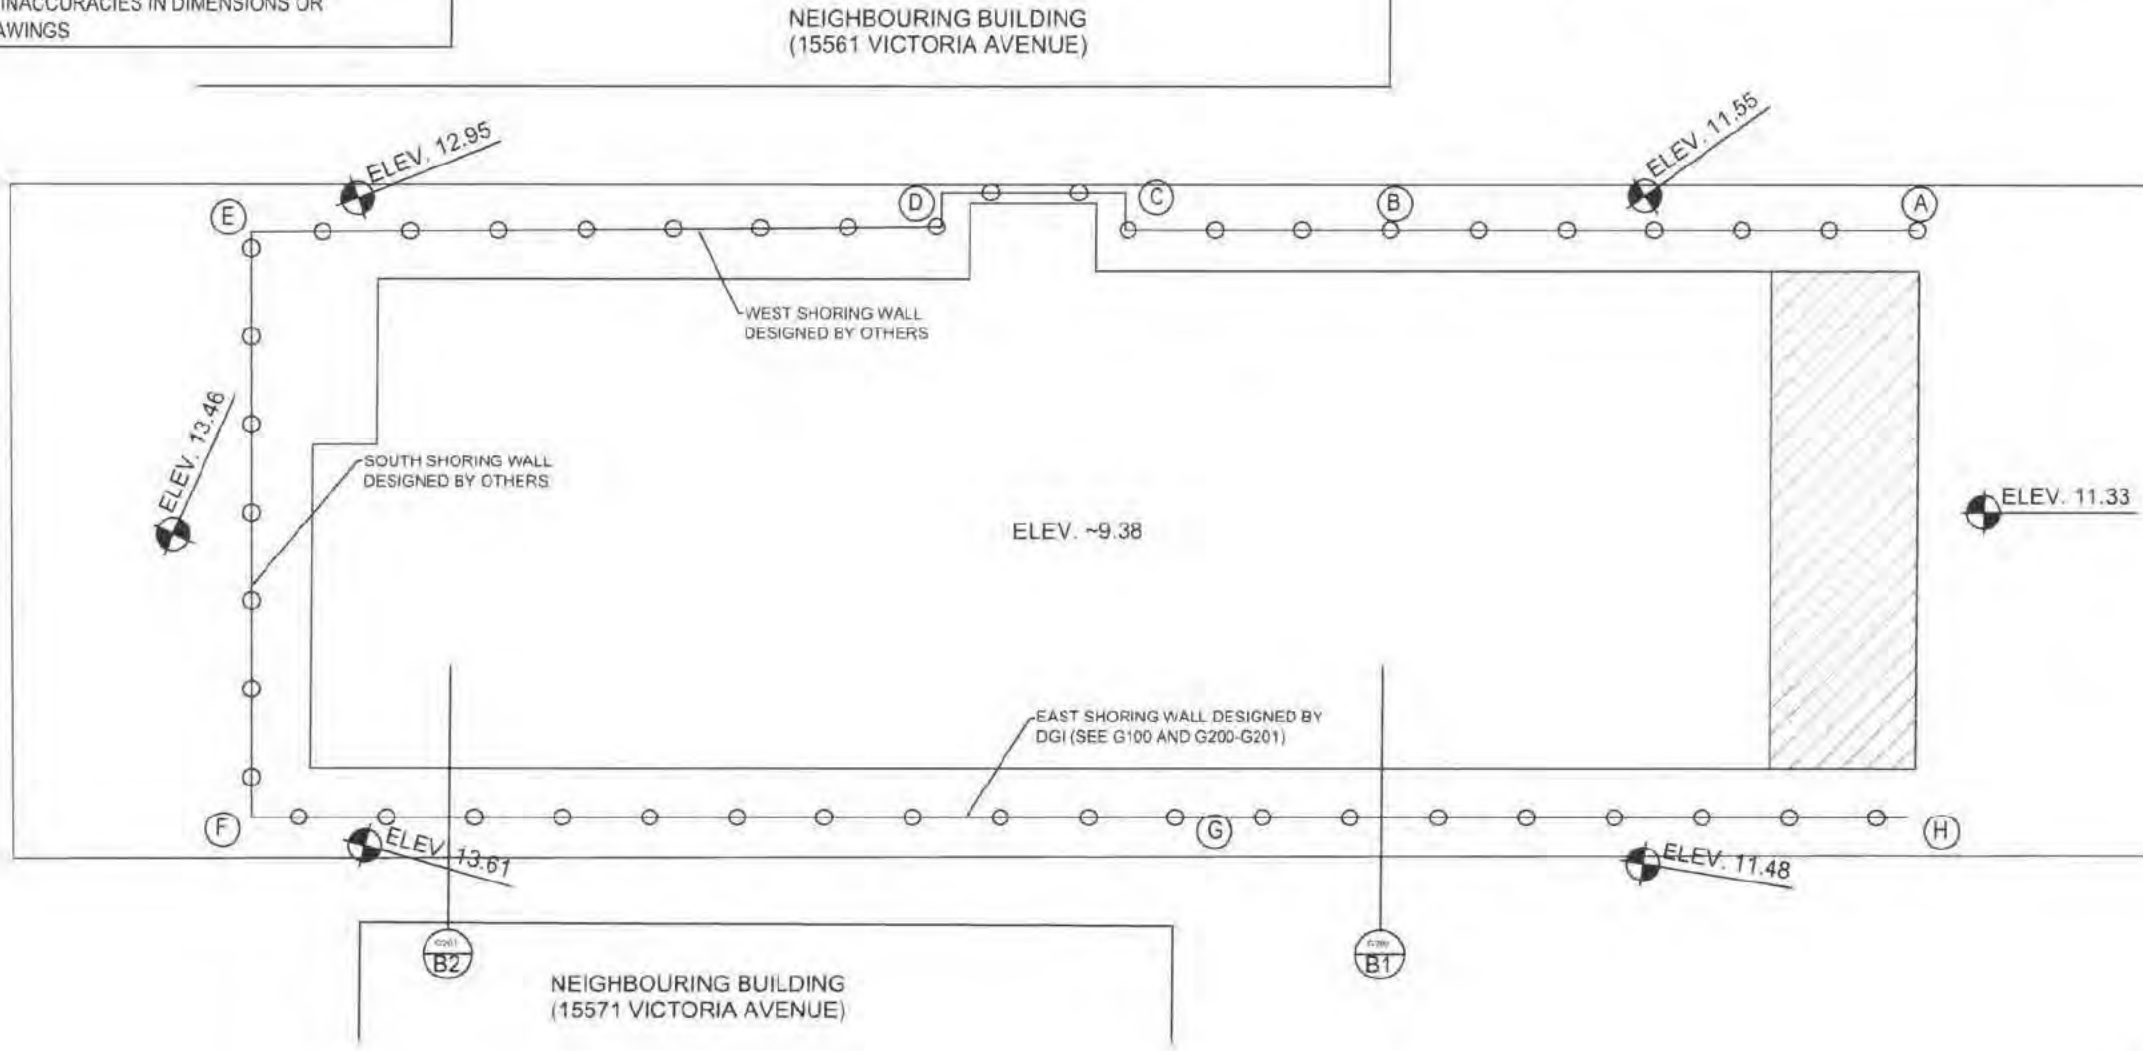 INACCURACIES IN DIMENSIONS OR
AWINGS
NEIGHBOURING BUILDING
(15561 VICTORIA AVENUE)
ELEV. 12.95
ELEV. 11.55
E
D
C
B
A
WEST SHORING WALL
DESIGNED BY OTHERS
ELEV. 13.46
SOUTH SHORING WALL
DESIGNED BY OTHERS
ELEV. 11.33
ELEV. ~9.38
EAST SHORING WALL DESIGNED BY
DGI (SEE G100 AND G200-G201)
F
G
H
ELEV. 13.61
ELEV. 11.48
G201
B2
G200
B1
NEIGHBOURING BUILDING
(15571 VICTORIA AVENUE)